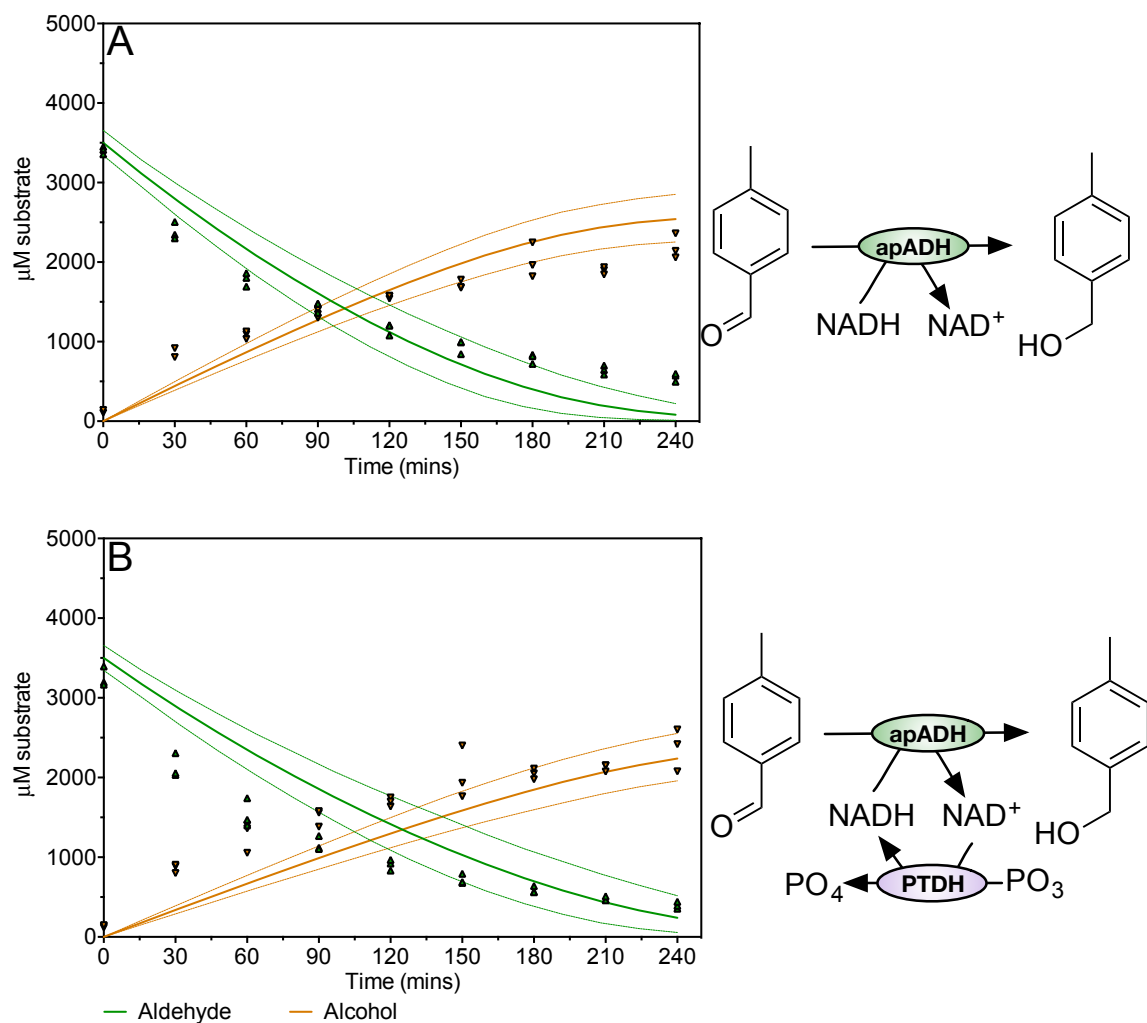 A
5000
4000
3000
2000
1000
0
µM substrate
0 30 60 90 120 150 180 210 240
Time (mins)
O
apADH
NADH NAD+
HO
B
5000
4000
3000
2000
1000
0
µM substrate
0 30 60 90 120 150 180 210 240
Time (mins)
Aldehyde Alcohol
O
apADH
NADH NAD+
HO
PO4 PTDH PO3